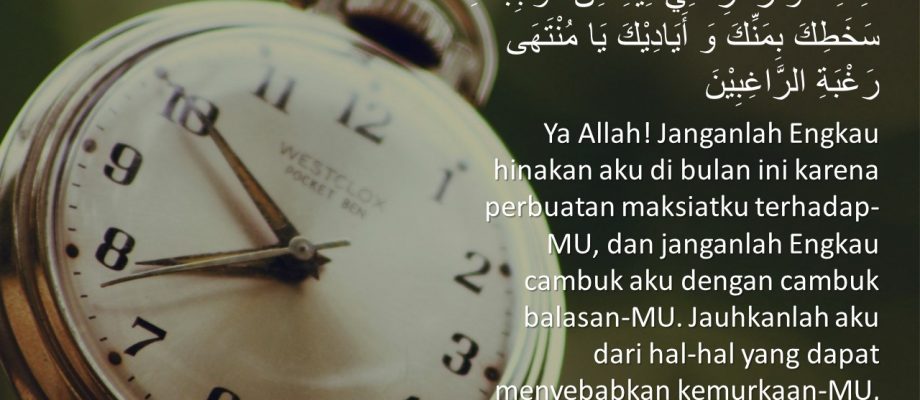 سَخَطِكَ بِمَنِّكَ وَ أَيَادِيْكَ يَا مُنْتَهَى
رَغْبَةِ الرَّاغِبِيْنَ
Ya Allah! Janganlah Engkau
hinakan aku di bulan ini karena
perbuatan maksiatku terhadap-
MU, dan janganlah Engkau
cambuk aku dengan cambuk
balasan-MU. Jauhkanlah aku
dari hal-hal yang dapat
menyebabkan kemurkaan-MU.
10
11
12
9
1
WESTCLOX
POCKET BEN
8
2
7
3
4